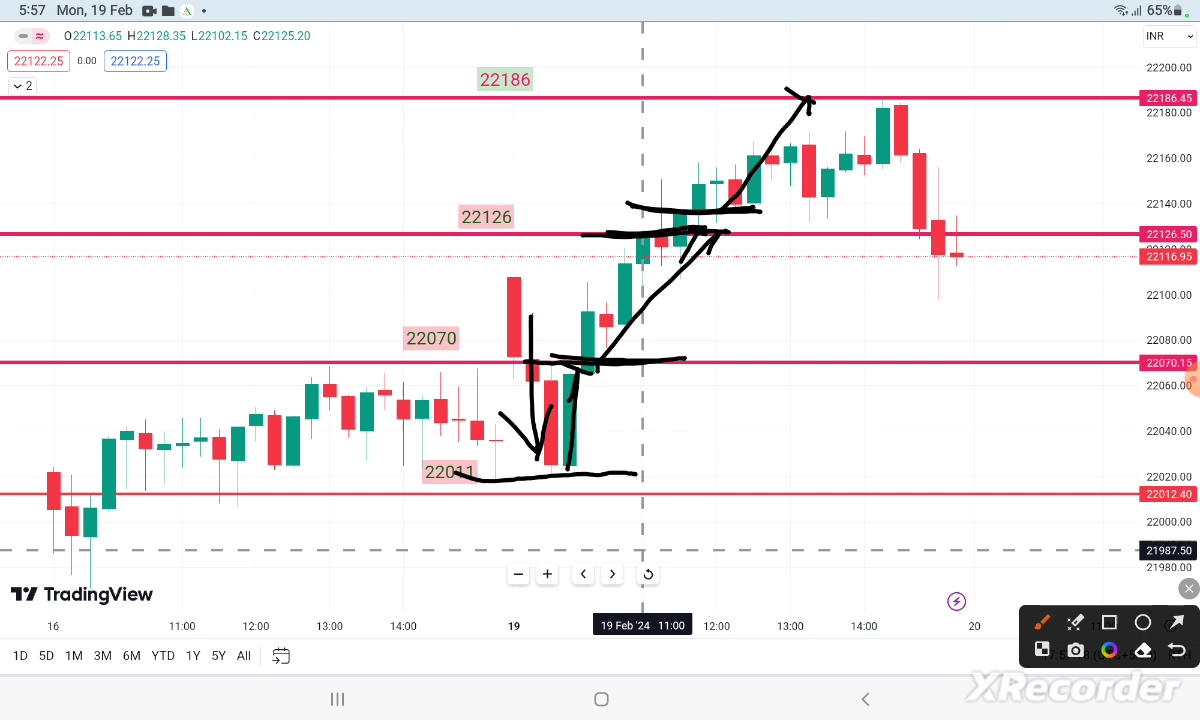 5:57 Mon, 19 Feb
65%
O22113.65 H22128.35 L22102.15 C22125.20
INR
22122.25 0.00 22122.25
2
22186
22126
22070
22011
22200.00
22186.45
22180.00
22160.00
22140.00
22126.50
22116.95
22100.00
22080.00
22070.15
22060.00
22040.00
22020.00
22012.40
22000.00
21987.50
21980.00
TradingView
16 11:00 12:00 13:00 14:00 19 19 Feb '24 11:00 12:00 13:00 14:00 20
1D 5D 1M 3M 6M YTD 1Y 5Y All
XRecorder